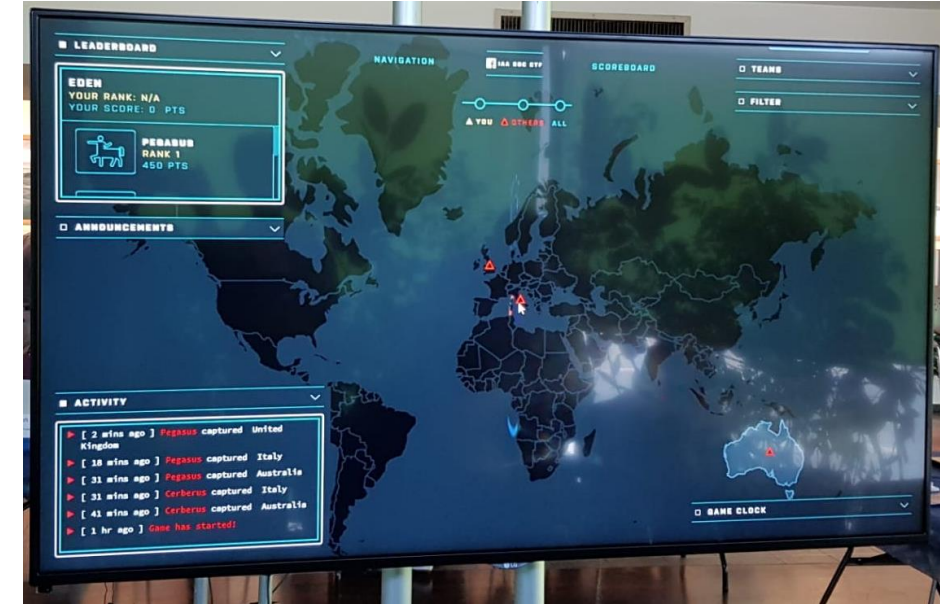 LEADERBOARD
NAVIGATION
IAA SOC CTF
SCOREBOARD
TEAMS
FILTER
EDEN
YOUR RANK: N/A
YOUR SCORE: 0 PTS
PEGASUS
RANK 1
450 PTS
YOU OTHERS ALL
ANNOUNCEMENTS
ACTIVITY
[ 2 mins ago ] Pegasus captured United
Kingdom
[ 18 mins ago ] Pegasus captured Italy
[ 31 mins ago ] Pegasus captured Australia
[ 31 mins ago ] Cerberus captured Italy
[ 41 mins ago ] Cerberus captured Australia
[ 1 hr ago ] Game has started!
GAME CLOCK